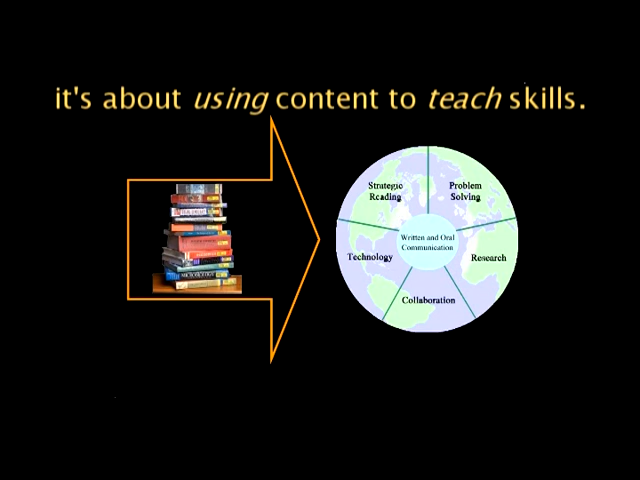 it's about using content to teach skills.
Strategic
Reading
Problem
Solving
Written and Oral
Communication
Technology
Research
Collaboration